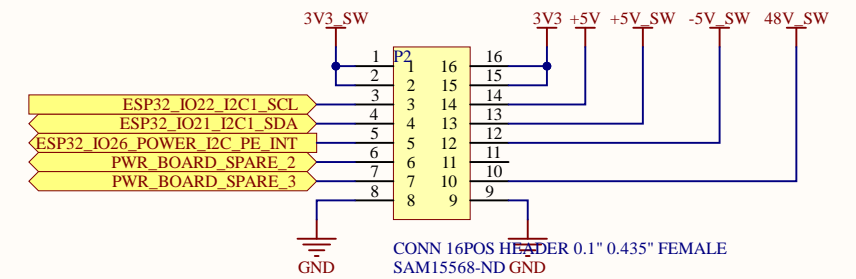 3V3_SW 3V3 +5V +5V_SW -5V_SW 48V_SW
P2
1 1 16 16
2 2 15 15
ESP32_IO22_I2C1_SCL 3 3 14 14
ESP32_IO21_I2C1_SDA 4 4 13 13
ESP32_IO26_POWER_I2C_PE_INT 5 5 12 12
PWR_BOARD_SPARE_2 6 6 11 11
PWR_BOARD_SPARE_3 7 7 10 10
8 8 9 9
CONN 16POS HEADER 0.1" 0.435" FEMALE
GND SAM15568-ND GND